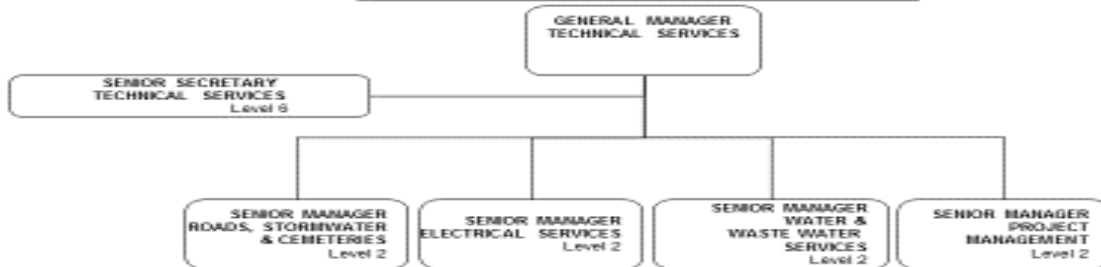 GENERAL MANAGER
TECHNICAL SERVICES
SENIOR SECRETARY
TECHNICAL SERVICES
Level 6
SENIOR MANAGER
ROADS, STORMWATER
& CEMETERIES
Level 2
SENIOR MANAGER
ELECTRICAL SERVICES
Level 2
SENIOR MANAGER
WATER &
WASTE WATER
SERVICES
Level 2
SENIOR MANAGER
PROJECT
MANAGEMENT
Level 2